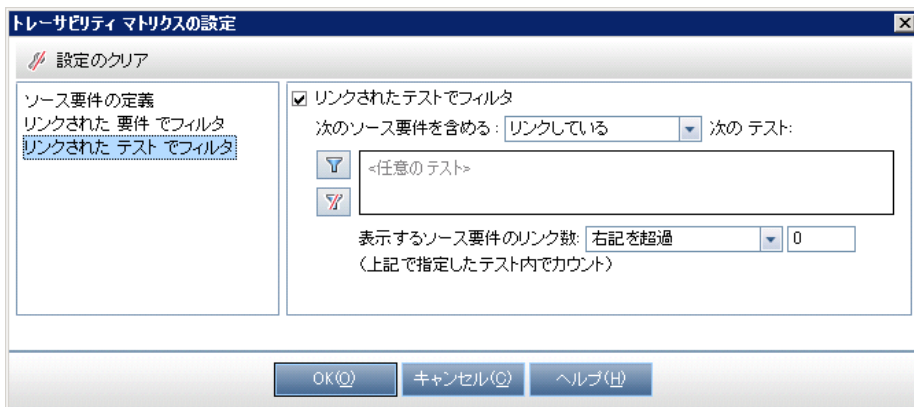 トレーサビリティ マトリクスの設定
設定のクリア
ソース要件の定義
リンクされた 要件 でフィルタ
リンクされた テスト でフィルタ
リンクされたテストでフィルタ
次のソース要件を含める : リンクしている 次の テスト:
<任意の テスト>
表示するソース要件のリンク数: 右記を超過 0
(上記で指定したテスト内でカウント)
OK(O) キャンセル(C) ヘルプ(H)